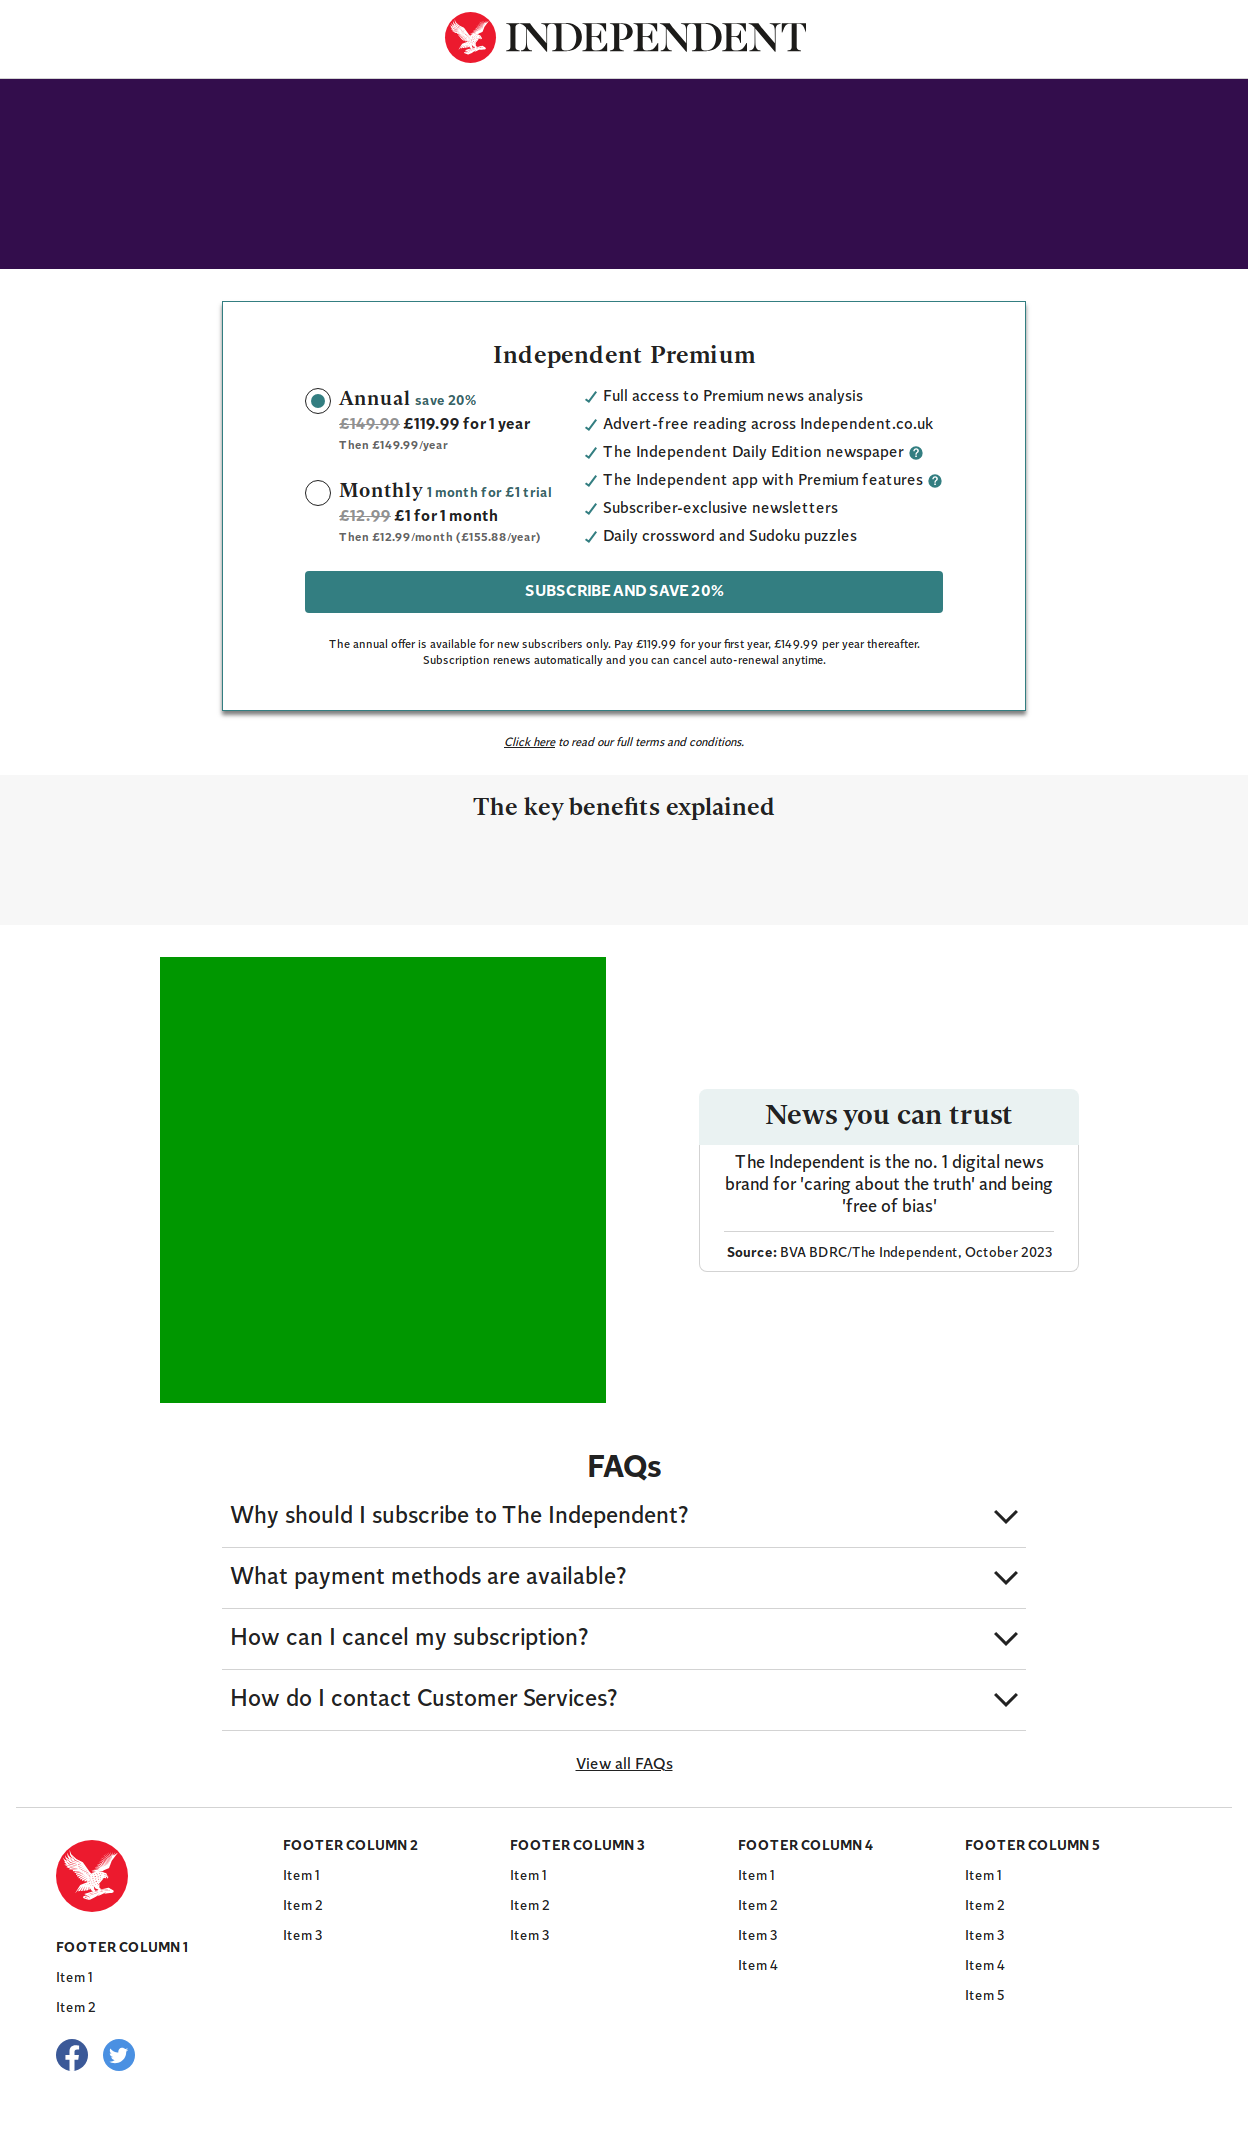 INDEPENDENT
Independent Premium
Annual save 20%
£149.99 £119.99 for 1 year
Then £149.99/year
Monthly 1 month for £1 trial
£12.99 £1 for 1 month
Then £12.99/month (£155.88/year)
Full access to Premium news analysis
Advert-free reading across Independent.co.uk
The Independent Daily Edition newspaper ?
The Independent app with Premium features ?
Subscriber-exclusive newsletters
Daily crossword and Sudoku puzzles
SUBSCRIBE AND SAVE 20%
The annual offer is available for new subscribers only. Pay £119.99 for your first year, £149.99 per year thereafter.
Subscription renews automatically and you can cancel auto-renewal anytime.
Click here to read our full terms and conditions.
The key benefits explained
News you can trust
The Independent is the no. 1 digital news
brand for 'caring about the truth' and being
'free of bias'
Source: BVA BDRC/The Independent, October 2023
FAQs
Why should I subscribe to The Independent?
What payment methods are available?
How can I cancel my subscription?
How do I contact Customer Services?
View all FAQs
FOOTER COLUMN 1
Item 1
Item 2
FOOTER COLUMN 2
Item 1
Item 2
Item 3
FOOTER COLUMN 3
Item 1
Item 2
Item 3
FOOTER COLUMN 4
Item 1
Item 2
Item 3
Item 4
FOOTER COLUMN 5
Item 1
Item 2
Item 3
Item 4
Item 5